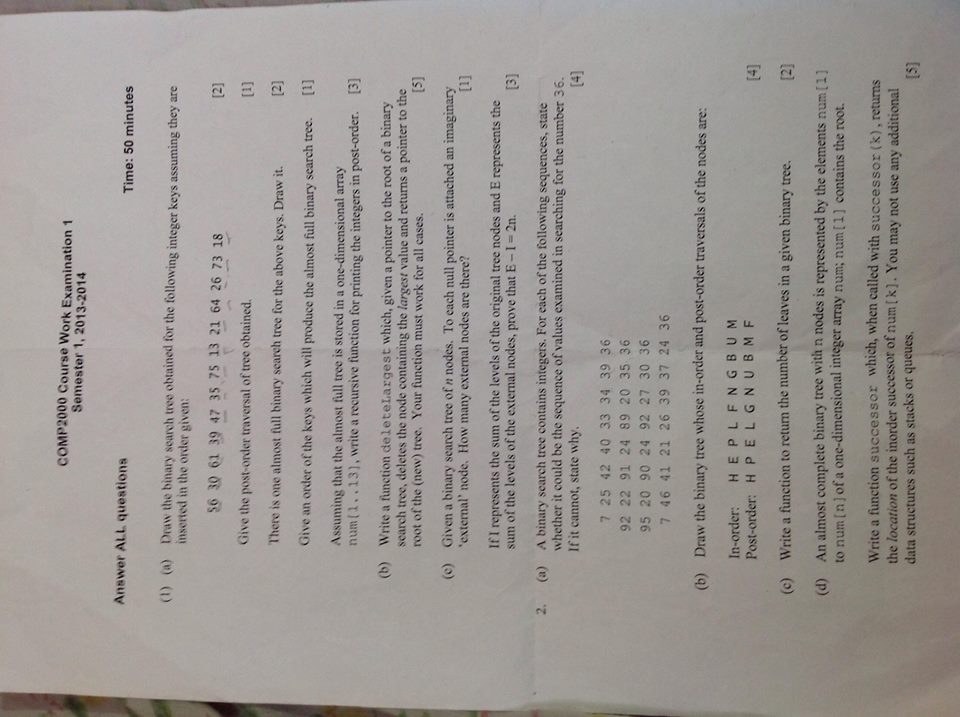 COMP2000 Course Work Examination 1
Semester 1, 2013-2014
Answer ALL questions Time: 50 minutes
(1) (a) Draw the binary search tree obtained for the following integer keys assuming they are
inserted in the order given:
56 30 61 39 47 35 75 13 21 64 26 73 18 [2]
Give the post-order traversal of tree obtained. [1]
There is one almost full binary search tree for the above keys. Draw it. [2]
Give an order of the keys which will produce the almost full binary search tree. [1]
Assuming that the almost full tree is stored in a one-dimensional array
num[1..13], write a recursive function for printing the integers in post-order. [3]
(b) Write a function deleteLargest which, given a pointer to the root of a binary
search tree, deletes the node containing the largest value and returns a pointer to the
root of the (new) tree. Your function must work for all cases. [5]
(c) Given a binary search tree of n nodes. To each null pointer is attached an imaginary
'external' node. How many external nodes are there? [1]
If I represents the sum of the levels of the original tree nodes and E represents the
sum of the levels of the external nodes, prove that E – I = 2n. [3]
2. (a) A binary search tree contains integers. For each of the following sequences, state
whether it could be the sequence of values examined in searching for the number 36.
If it cannot, state why. [4]
7 25 42 40 33 34 39 36
92 22 91 24 89 20 35 36
95 20 90 24 92 27 30 36
7 46 41 21 26 39 37 24 36
(b) Draw the binary tree whose in-order and post-order traversals of the nodes are:
In-order: H E P L F N G B U M
Post-order: H P E L G N U B M F [4]
(c) Write a function to return the number of leaves in a given binary tree. [2]
(d) An almost complete binary tree with n nodes is represented by the elements num[1]
to num[n] of a one-dimensional integer array num; num[1] contains the root.
Write a function successor which, when called with successor(k), returns
the location of the inorder successor of num[k]. You may not use any additional
data structures such as stacks or queues. [5]